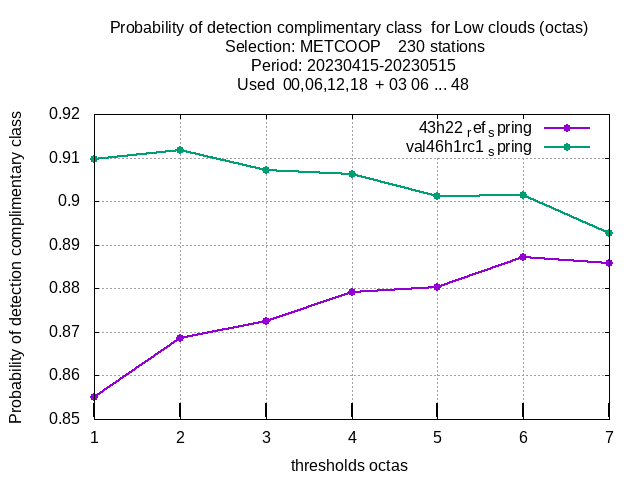 Probability of detection complimentary class for Low clouds (octas)
Selection: METCOOP 230 stations
Period: 20230415-20230515
Used 00,06,12,18 + 03 06 ... 48
Probability of detection complimentary class
0.92
0.91
0.9
0.89
0.88
0.87
0.86
0.85
43h22 ref spring
val46h1rc1 spring
1 2 3 4 5 6 7
thresholds octas